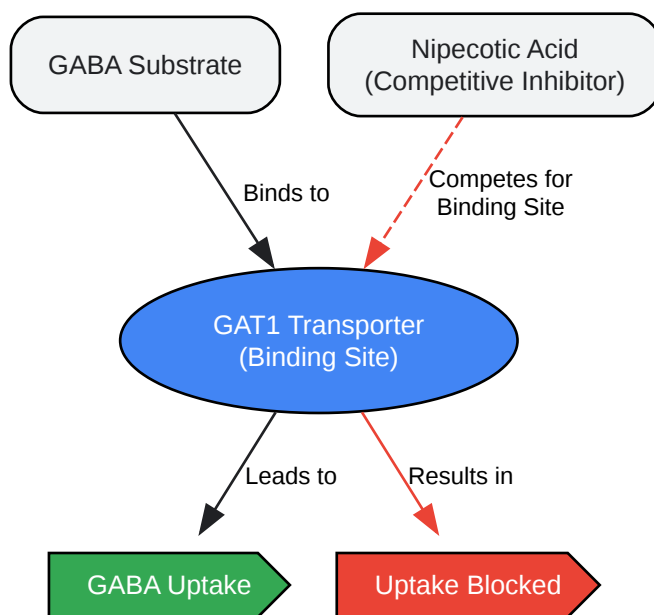 GABA Substrate
Nipecotic Acid
(Competitive Inhibitor)
Binds to
Competes for
Binding Site
GAT1 Transporter
(Binding Site)
Leads to
Results in
GABA Uptake
Uptake Blocked